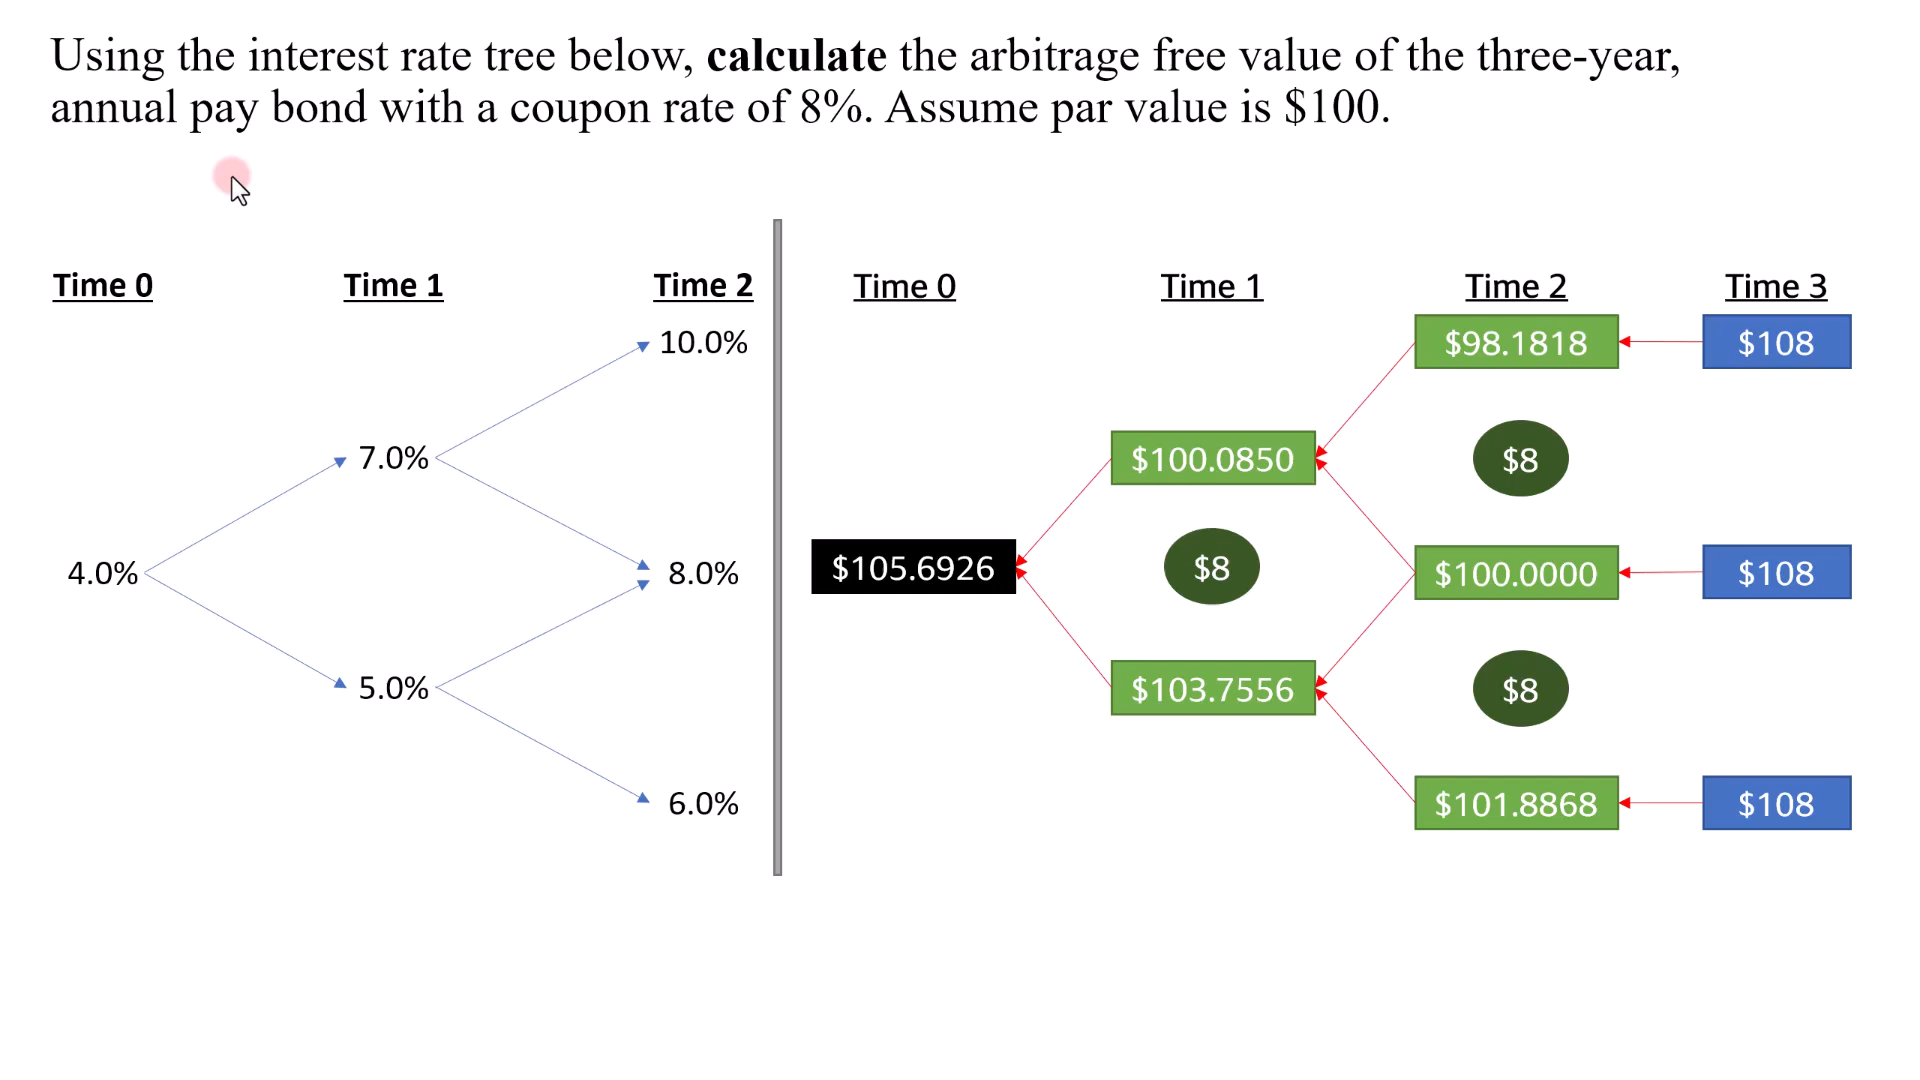 Using the interest rate tree below, calculate the arbitrage free value of the three-year,
annual pay bond with a coupon rate of 8%. Assume par value is $100.
Time 0 Time 1 Time 2
10.0%
7.0%
4.0% 8.0%
5.0%
6.0%
Time 0 Time 1 Time 2 Time 3
$98.1818 $108
$100.0850 $8
$105.6926 $8 $100.0000 $108
$103.7556 $8
$101.8868 $108